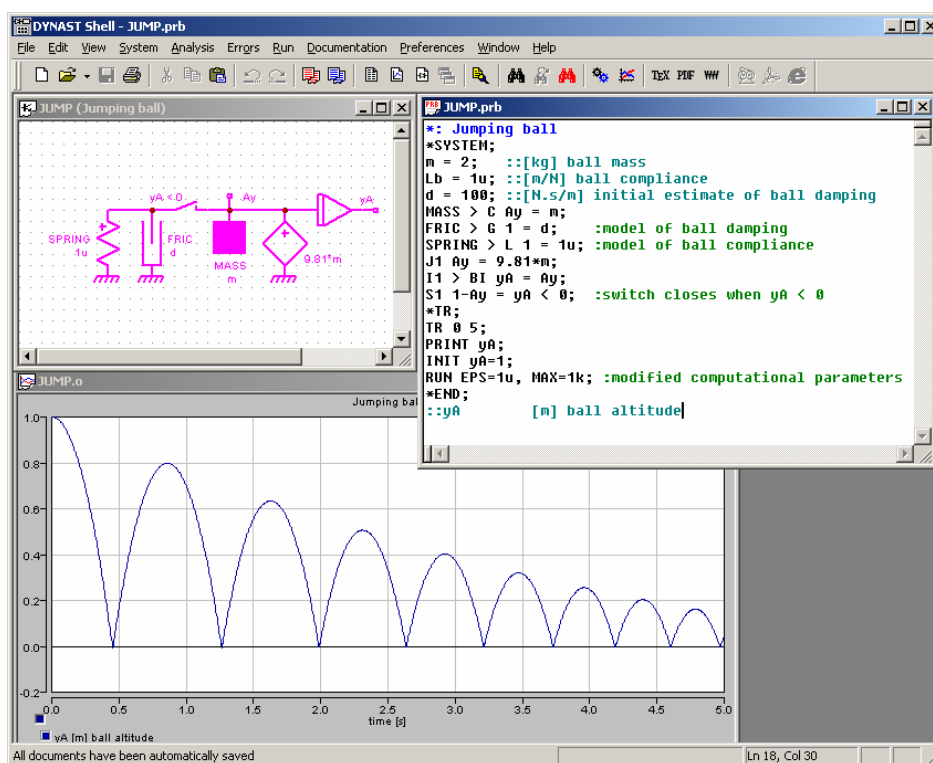 DYNAST Shell - JUMP.prb
File Edit View System Analysis Errors Run Documentation Preferences Window Help
TEX PDF WW
JUMP (Jumping ball)
yA < 0 Ay yA
SPRING
1u
FRIC
d
MASS
m
9.81*m
PRB JUMP.prb
*: Jumping ball
*SYSTEM;
m = 2; ::[kg] ball mass
Lb = 1u; ::[m/N] ball compliance
d = 100; ::[N.s/m] initial estimate of ball damping
MASS > C Ay = m;
FRIC > G 1 = d; :model of ball damping
SPRING > L 1 = 1u; :model of ball compliance
J1 Ay = 9.81*m;
I1 > BI yA = Ay;
S1 1-Ay = yA < 0; :switch closes when yA < 0
*TR;
TR 0 5;
PRINT yA;
INIT yA=1;
RUN EPS=1u, MAX=1k; :modified computational parameters
*END;
::yA [m] ball altitude
JUMP.o
Jumping bal
1.0
0.8
0.6
0.4
0.2
0.0
-0.2
0.0 0.5 1.0 1.5 2.0 2.5 3.0 3.5 4.0 4.5 5.0
time [s]
yA [m] ball altitude
All documents have been automatically saved
Ln 18, Col 30